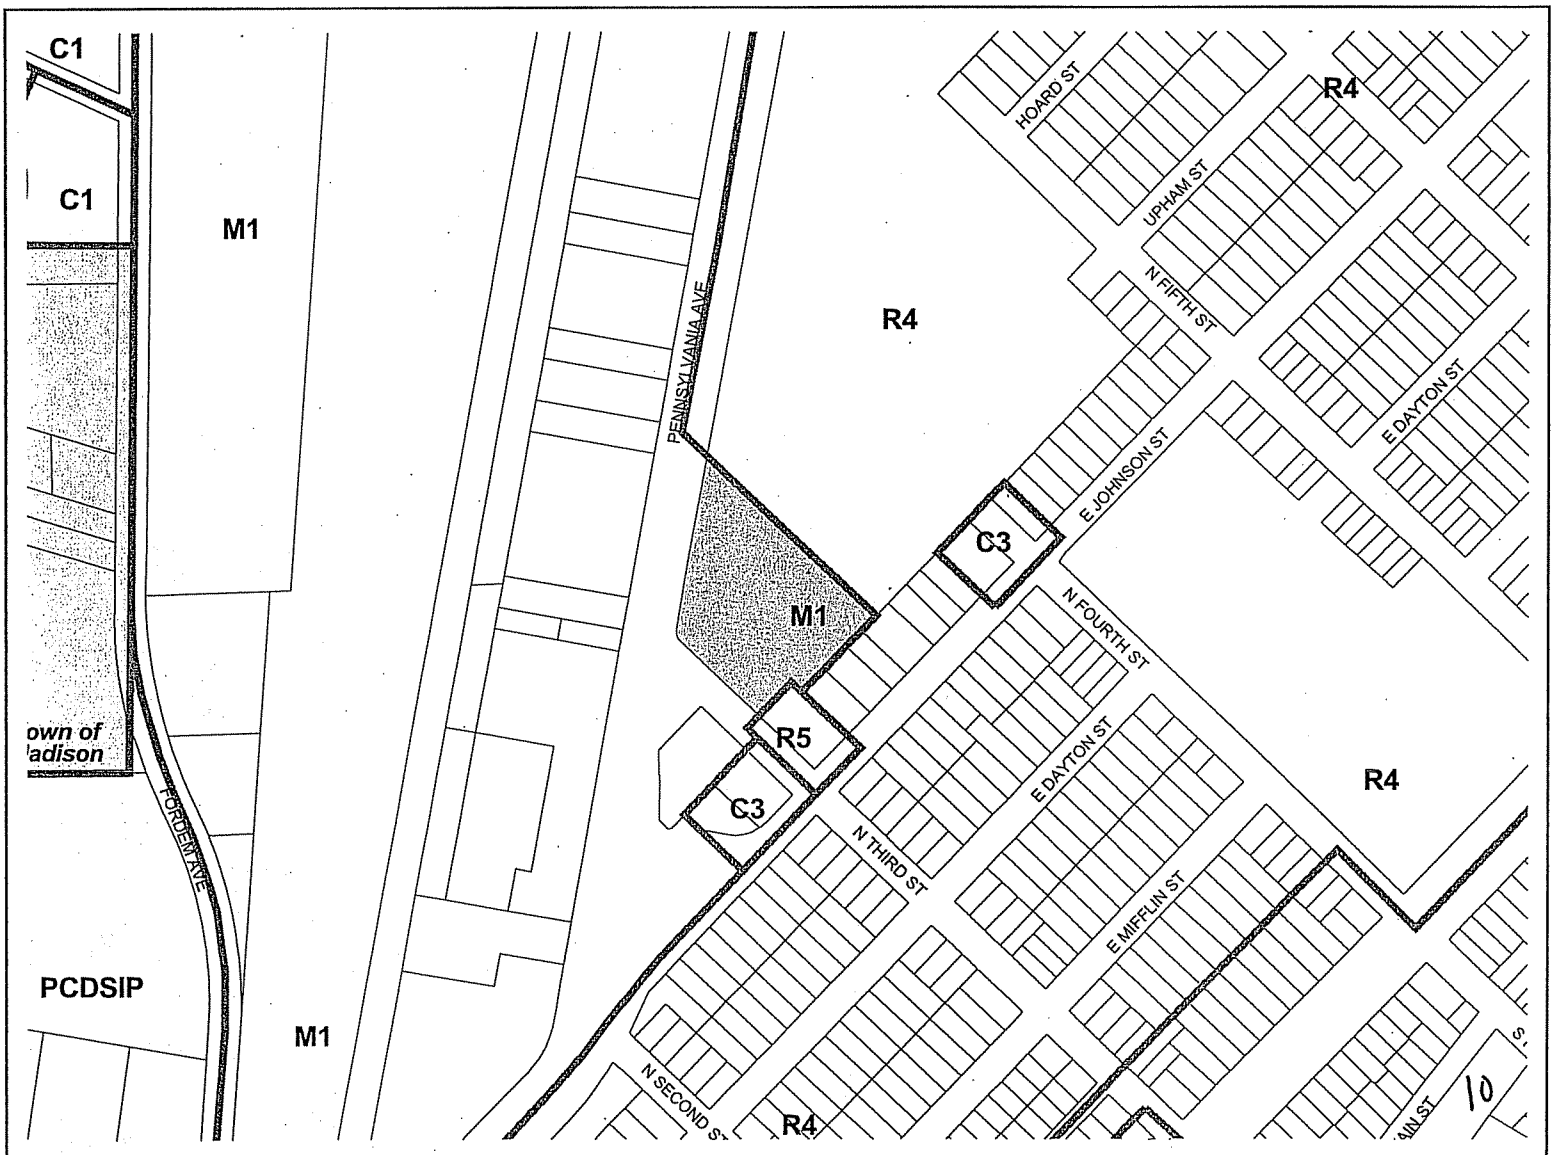 C1
R4
HOARD ST
C1
UPHAM ST
M1
N FIFTH ST
R4
PENNSYLVANIA AVE
E DAYTON ST
E JOHNSON ST
C3
M1
N FOURTH ST
own of
adison
R5
E DAYTON ST
R4
FORDEM AVE
C3
N THIRD ST
E MIFFLIN ST
PCDSIP
M1
N SECOND ST
R4
AIN ST
10